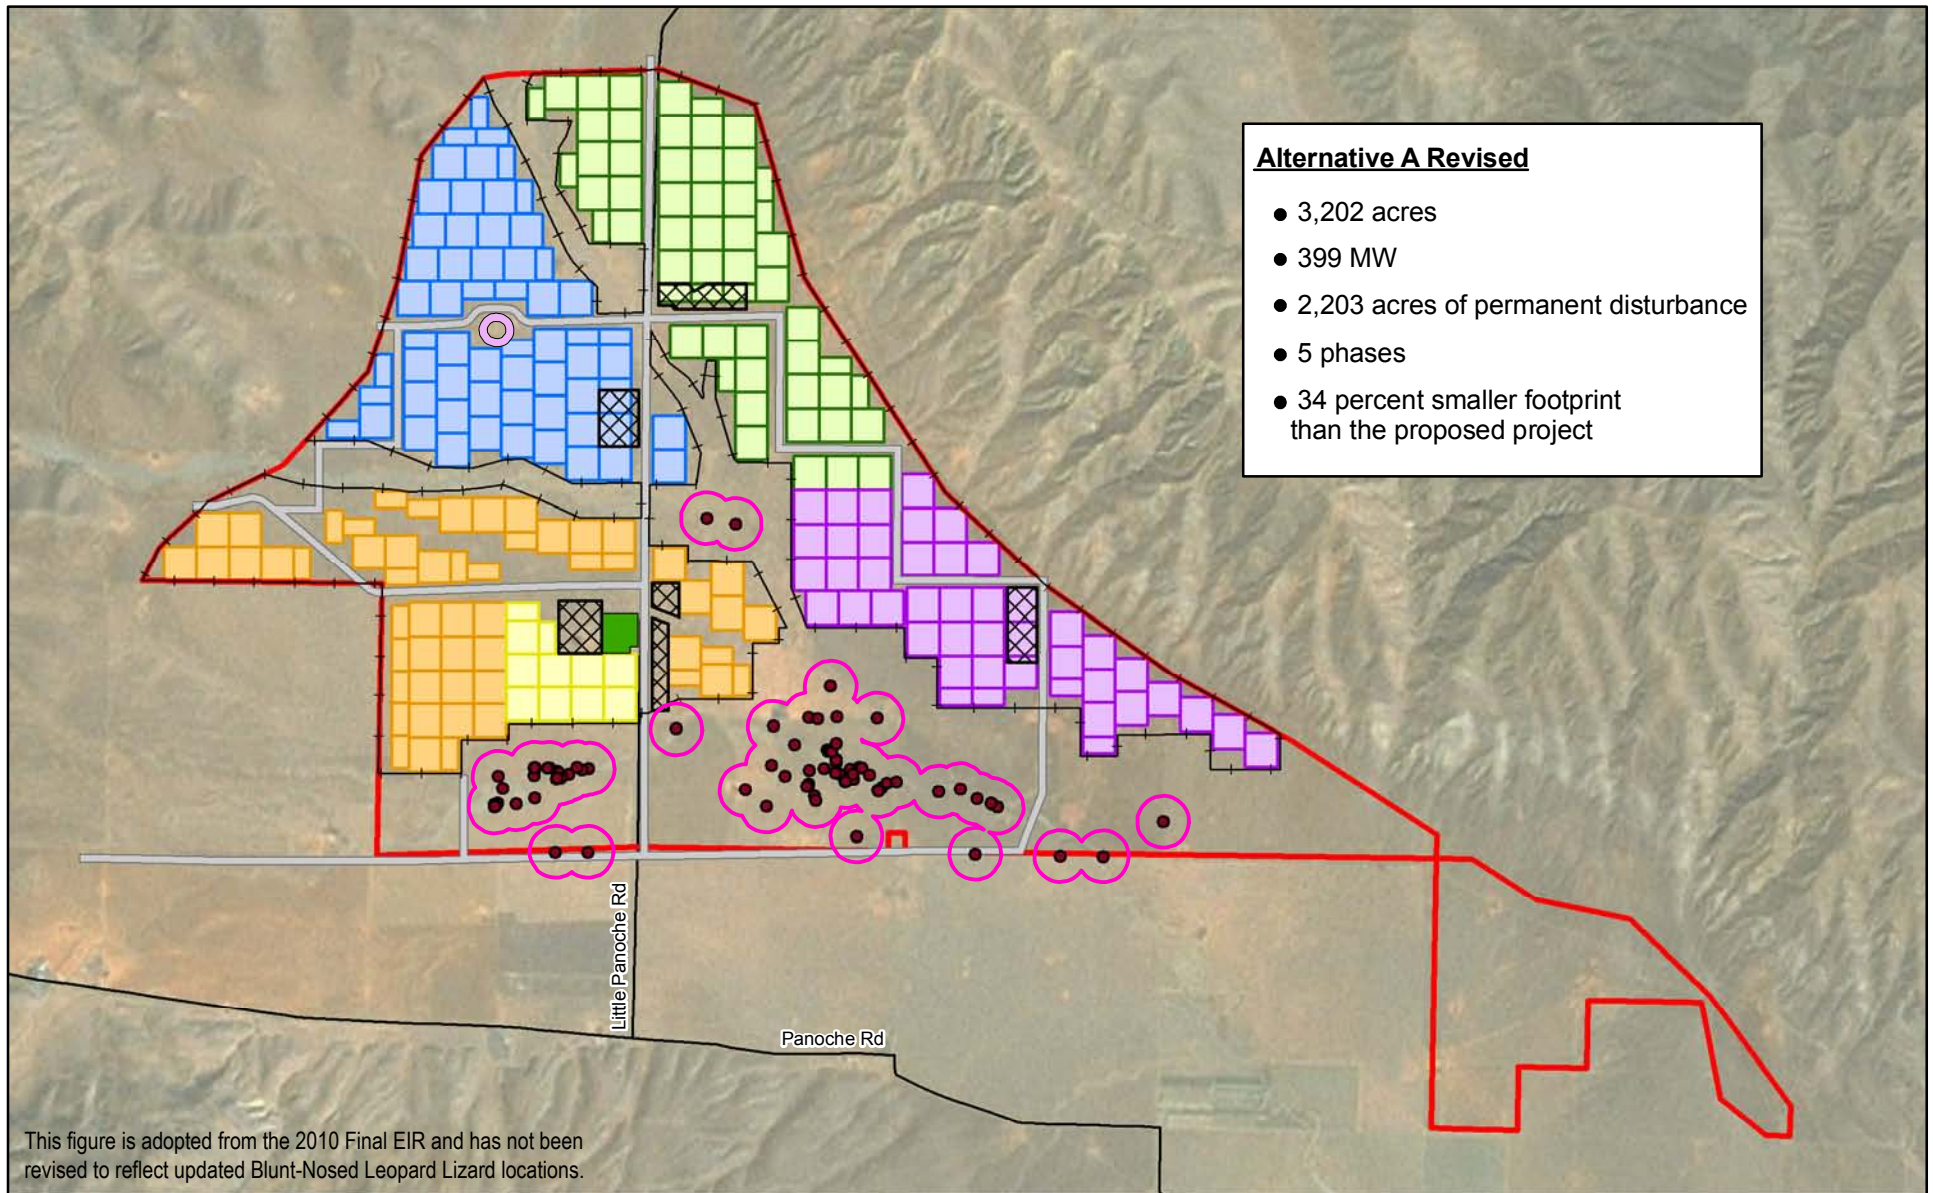 Alternative A Revised
● 3,202 acres
● 399 MW
● 2,203 acres of permanent disturbance
● 5 phases
● 34 percent smaller footprint
than the proposed project
Little Panoche Rd
Panoche Rd
This figure is adopted from the 2010 Final EIR and has not been
revised to reflect updated Blunt-Nosed Leopard Lizard locations.